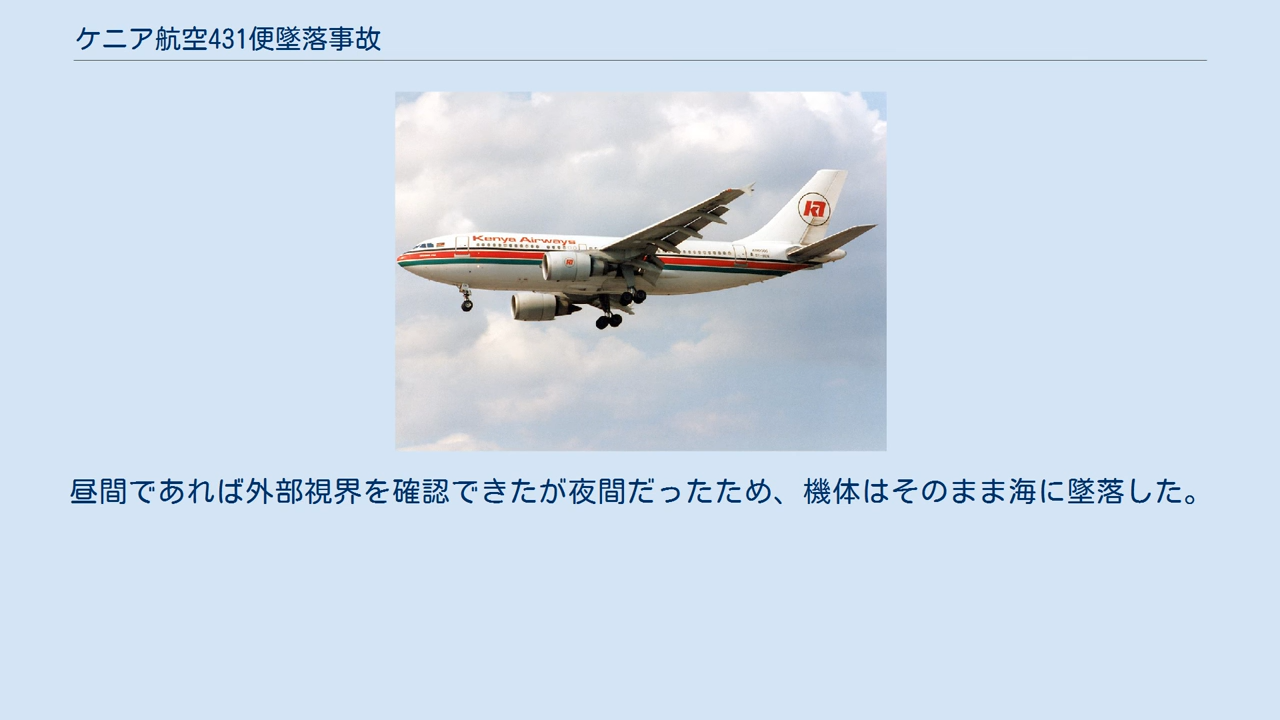 ケニア航空431便墜落事故
Kenya Airways
昼間であれば外部視界を確認できたが夜間だったため、機体はそのまま海に墜落した。